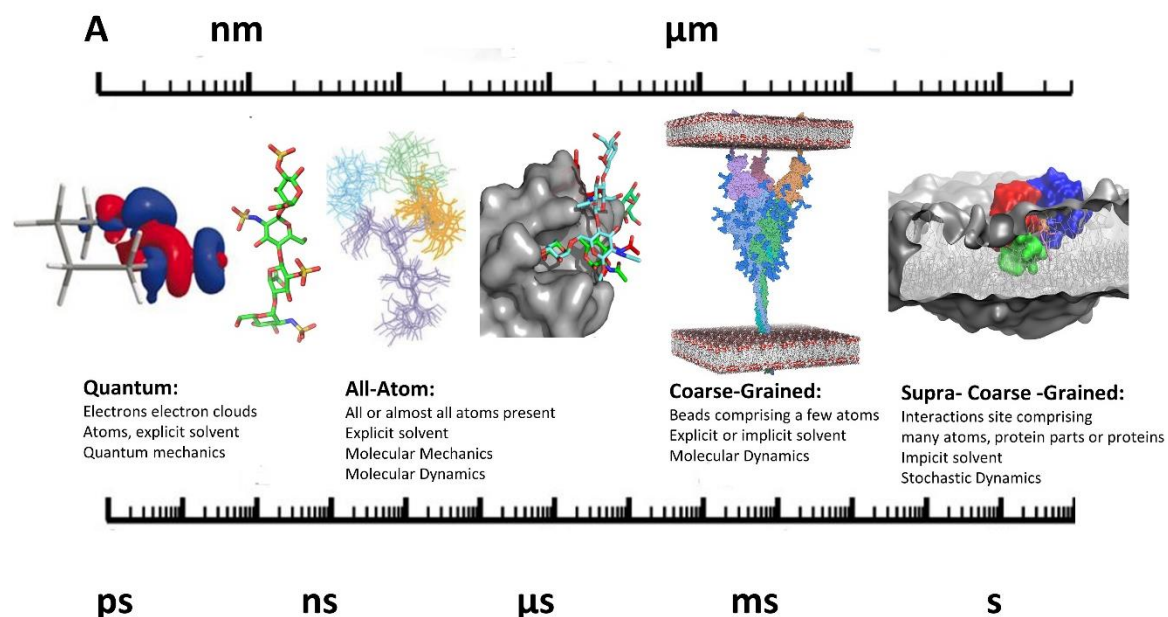 A
nm
μm
Quantum:
Electrons electron clouds
Atoms, explicit solvent
Quantum mechanics
All-Atom:
All or almost all atoms present
Explicit solvent
Molecular Mechanics
Molecular Dynamics
Coarse-Grained:
Beads comprising a few atoms
Explicit or implicit solvent
Molecular Dynamics
Supra- Coarse -Grained:
Interactions site comprising
many atoms, protein parts or proteins
Impicit solvent
Stochastic Dynamics
ps
ns
μs
ms
s